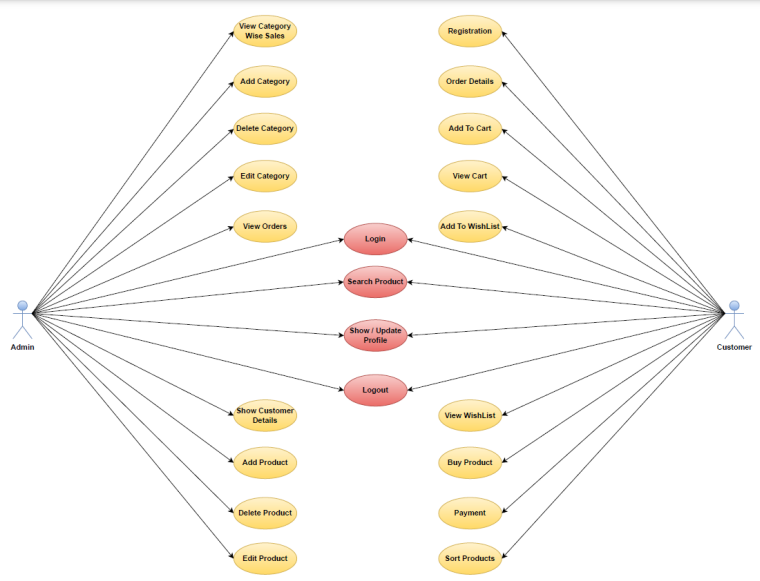 View Category
Wise Sales
Registration
Add Category
Order Details
Delete Category
Add To Cart
Edit Category
View Cart
View Orders
Add To WishList
Login
Search Product
Show / Update
Profile
Admin
Customer
Logout
Show Customer
Details
View WishList
Add Product
Buy Product
Delete Product
Payment
Edit Product
Sort Products